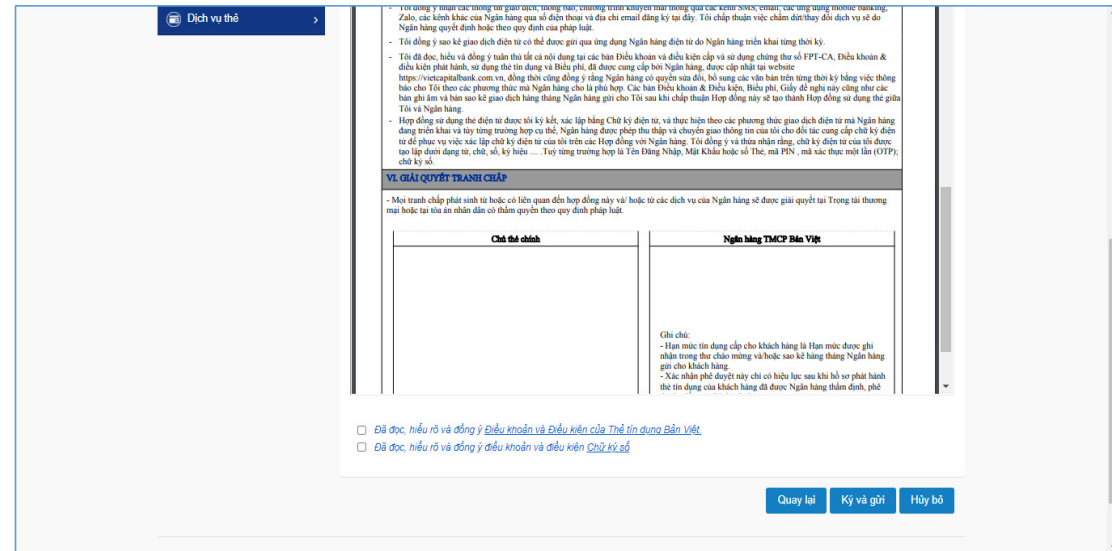 Dịch vụ thẻ
- Tôi đồng ý nhận các thông tin giao dịch, thông báo, chương trình khuyến mãi thông qua các kênh SMS, email, các ứng dụng mobile banking,
Zalo, các kênh khác của Ngân hàng qua số điện thoại và địa chỉ email đăng ký tại đây. Tôi chấp thuận việc chấm dứt/thay đổi dịch vụ sẽ do
Ngân hàng quyết định hoặc theo quy định của pháp luật.
- Tôi đồng ý sao kê giao dịch điện tử có thể được gửi qua ứng dụng Ngân hàng điện tử do Ngân hàng triển khai từng thời kỳ.
- Tôi đã đọc, hiểu và đồng ý tuân thủ tất cả nội dung tại các bản Điều khoản và điều kiện cấp và sử dụng chứng thư số FPT-CA, Điều khoản &
điều kiện phát hành, sử dụng thẻ tín dụng và Biểu phí, đã được cung cấp bởi Ngân hàng, được cập nhật tại website
https://vietcapitalbank.com.vn, đồng thời cũng đồng ý rằng Ngân hàng có quyền sửa đổi, bổ sung các văn bản trên từng thời kỳ bằng việc thông
báo cho Tôi theo các phương thức mà Ngân hàng cho là phù hợp. Các bản Điều khoản & Điều kiện, Biểu phí, Giấy đề nghị này cũng như các
bản ghi âm và bản sao kê giao dịch hàng tháng Ngân hàng gửi cho Tôi sau khi chấp thuận Hợp đồng này sẽ tạo thành Hợp đồng sử dụng thẻ giữa
Tôi và Ngân hàng.
- Hợp đồng sử dụng thẻ điện tử được tôi ký kết, xác lập bằng Chữ ký điện tử, và thực hiện theo các phương thức giao dịch điện tử mà Ngân hàng
đang triển khai và tùy từng trường hợp cụ thể, Ngân hàng được phép thu thập và chuyển giao thông tin của tôi cho đối tác cung cấp chữ ký điện
tử để phục vụ việc xác lập chữ ký điện tử của tôi trên các Hợp đồng với Ngân hàng. Tôi đồng ý và thừa nhận rằng, chữ ký điện tử của tôi được
tạo lập dưới dạng từ, chữ, số, ký hiệu .... .Tuỳ từng trường hợp là Tên Đăng Nhập, Mật Khẩu hoặc số Thẻ, mã PIN , mã xác thực một lần (OTP);
chữ ký số.
VI. GIẢI QUYẾT TRANH CHẤP
- Mọi tranh chấp phát sinh từ hoặc có liên quan đến hợp đồng này và/ hoặc từ các dịch vụ của Ngân hàng sẽ được giải quyết tại Trọng tài thương
mại hoặc tại tòa án nhân dân có thẩm quyền theo quy định pháp luật.
Chủ thẻ chính
Ngân hàng TMCP Bản Việt
Ghi chú:
- Hạn mức tín dụng cấp cho khách hàng là Hạn mức được ghi
nhận trong thư chào mừng và/hoặc sao kê hàng tháng Ngân hàng
gửi cho khách hàng.
- Xác nhận phê duyệt này chỉ có hiệu lực sau khi hồ sơ phát hành
thẻ tín dụng của khách hàng đã được Ngân hàng thẩm định, phê
Đã đọc, hiểu rõ và đồng ý Điều khoản và Điều kiện của Thẻ tín dụng Bản Việt.
Đã đọc, hiểu rõ và đồng ý điều khoản và điều kiện Chữ ký số
Quay lại
Ký và gửi
Hủy bỏ